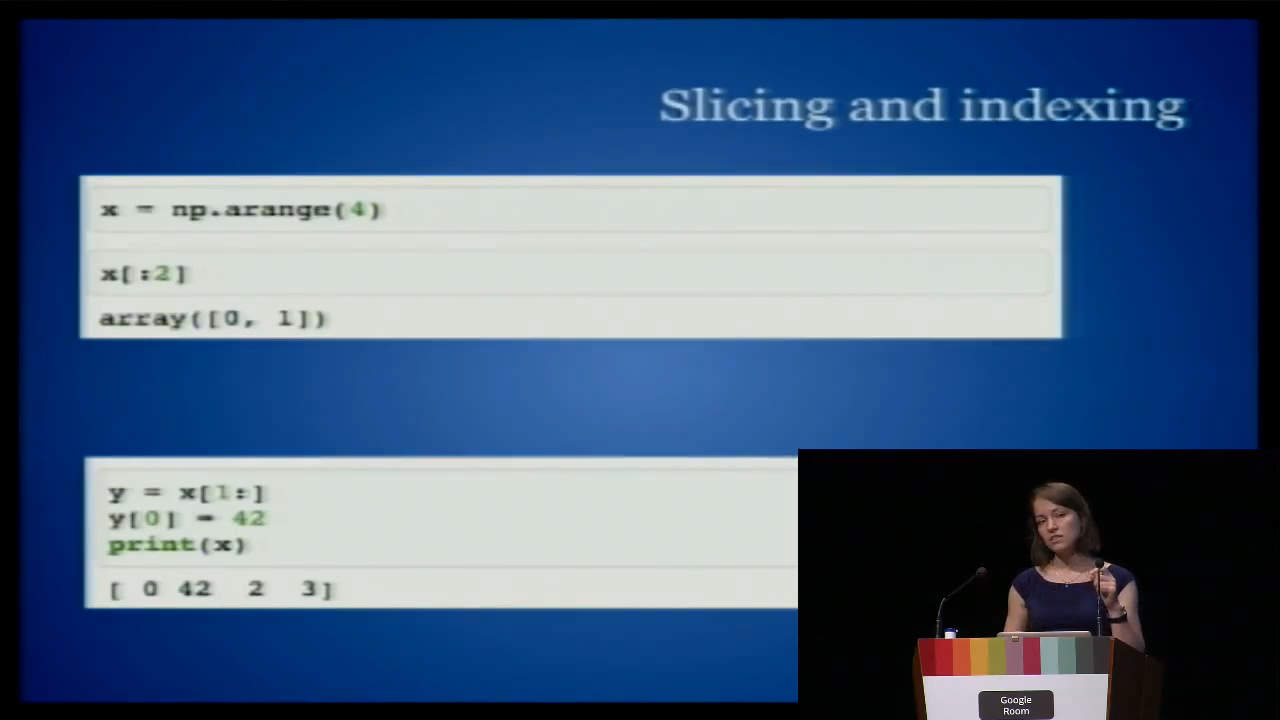 Slicing and indexing
x = np.arange(4)
x[:2]
array([0, 1])
y = x[1:]
y[0] = 42
print(x)
[ 0 42  2  3]
Google
Room